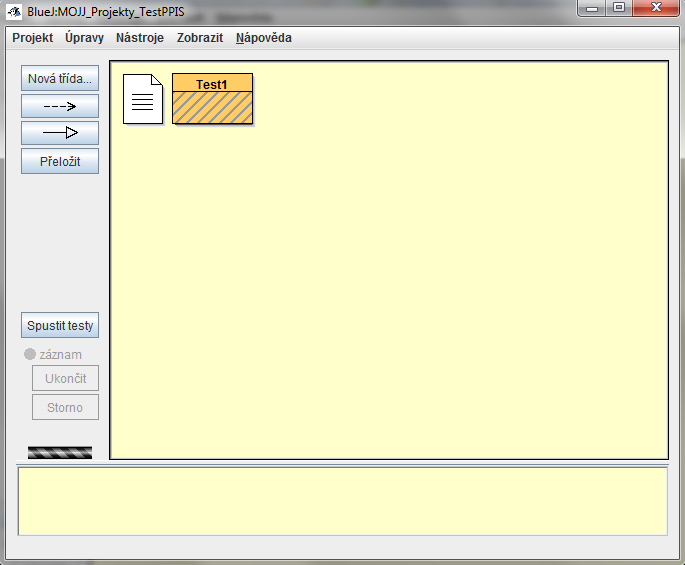 BlueJ:MOJJ_Projekty_TestPPIS
Projekt Úpravy Nástroje Zobrazit Nápověda
Nová třída...
Test1
Přeložit
Spustit testy
záznam
Ukončit
Storno